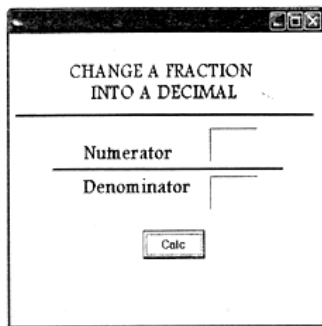 CHANGE A FRACTION
INTO A DECIMAL
Numerator
Denominator
Calc